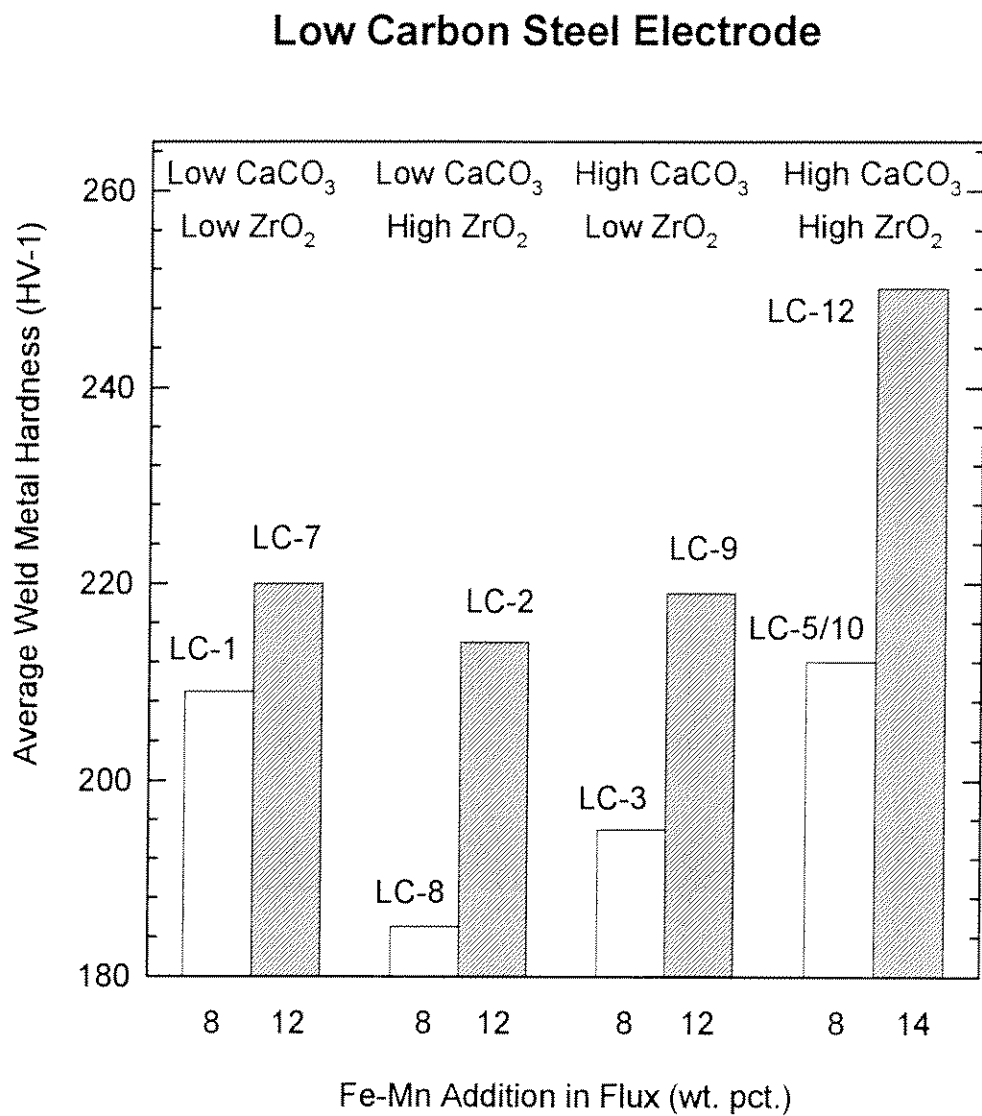 Low Carbon Steel Electrode
Low CaCO₃ Low CaCO₃ High CaCO₃ High CaCO₃
Low ZrO₂ High ZrO₂ Low ZrO₂ High ZrO₂
260
LC-12
240
LC-7 LC-9
220
LC-2
LC-5/10
LC-1
200
LC-3
LC-8
180
8 12 8 12 8 12 8 14
Fe-Mn Addition in Flux (wt. pct.)
Average Weld Metal Hardness (HV-1)